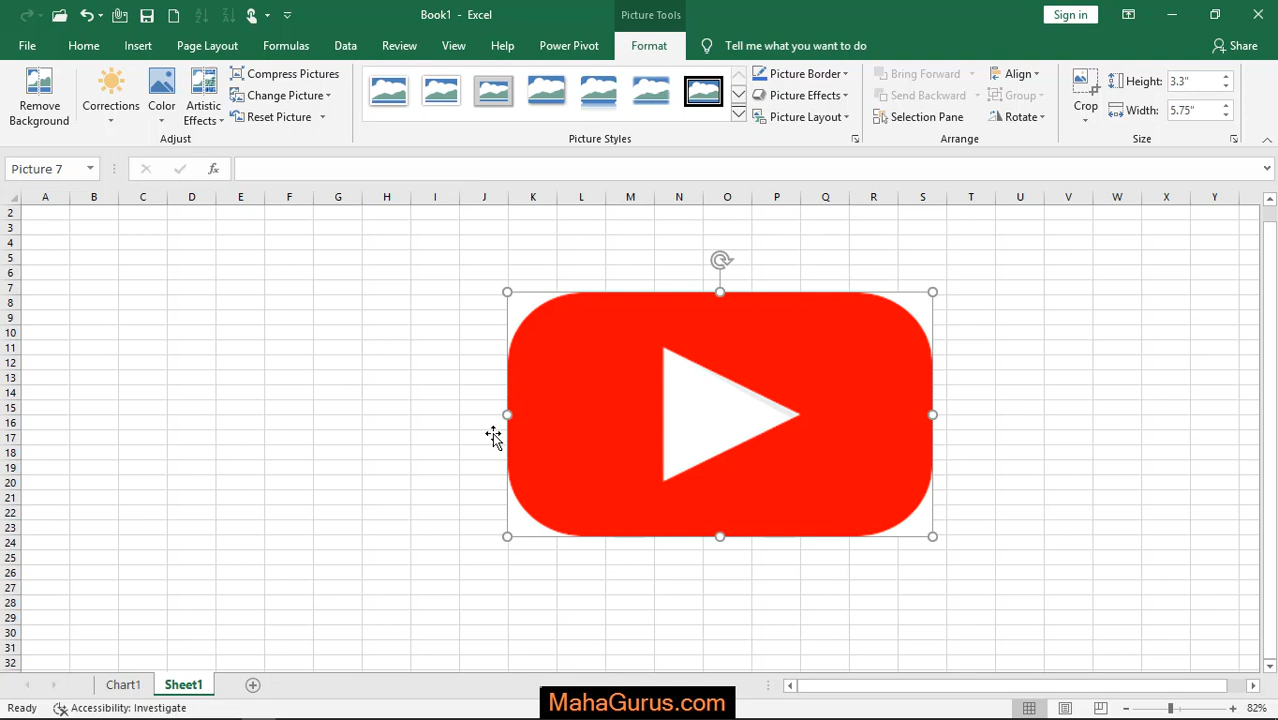 Book1 - Excel
Picture Tools
Sign in
File
Home
Insert
Page Layout
Formulas
Data
Review
View
Help
Power Pivot
Format
Tell me what you want to do
Share
Remove
Background
Corrections
Color
Artistic
Effects
Compress Pictures
Change Picture
Reset Picture
Adjust
Picture Border
Picture Effects
Picture Layout
Picture Styles
Bring Forward
Send Backward
Selection Pane
Align
Group
Rotate
Arrange
Crop
Height: 3.3"
Width: 5.75"
Size
Picture 7
fx
A B C D E F G H I J K L M N O P Q R S T U V W X Y
2
3
4
5
6
7
8
9
10
11
12
13
14
15
16
17
18
19
20
21
22
23
24
25
26
27
28
29
30
31
32
Chart1
Sheet1
Ready
Accessibility: Investigate
MahaGurus.com
82%